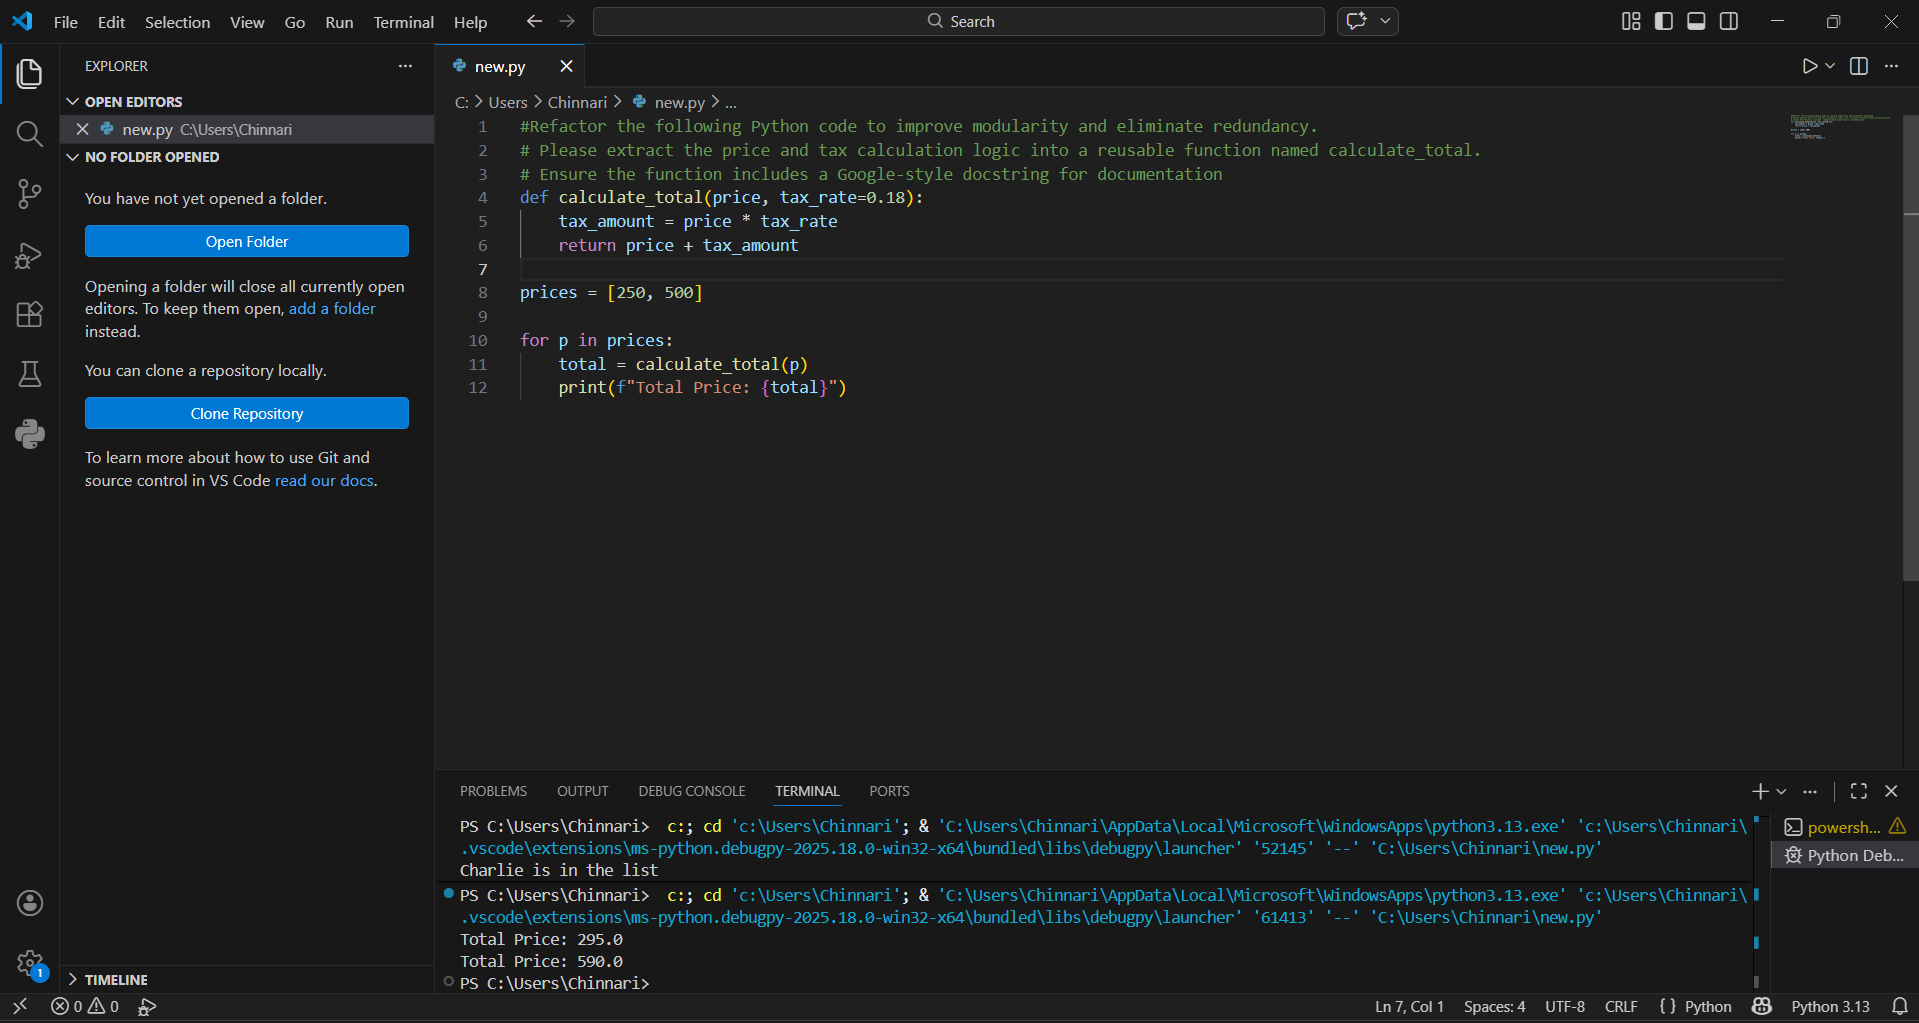 File Edit Selection View Go Run Terminal Help
Search
EXPLORER
OPEN EDITORS
new.py C:\Users\Chinnari
NO FOLDER OPENED
You have not yet opened a folder.
Open Folder
Opening a folder will close all currently open
editors. To keep them open, add a folder
instead.
You can clone a repository locally.
Clone Repository
To learn more about how to use Git and
source control in VS Code read our docs.
TIMELINE
new.py
C: > Users > Chinnari > new.py > ...
1 #Refactor the following Python code to improve modularity and eliminate redundancy.
2 # Please extract the price and tax calculation logic into a reusable function named calculate_total.
3 # Ensure the function includes a Google-style docstring for documentation
4 def calculate_total(price, tax_rate=0.18):
5     tax_amount = price * tax_rate
6     return price + tax_amount
7
8 prices = [250, 500]
9
10 for p in prices:
11     total = calculate_total(p)
12     print(f"Total Price: {total}")
PROBLEMS OUTPUT DEBUG CONSOLE TERMINAL PORTS
PS C:\Users\Chinnari>  c:; cd 'c:\Users\Chinnari'; & 'C:\Users\Chinnari\AppData\Local\Microsoft\WindowsApps\python3.13.exe' 'c:\Users\Chinnari\
.vscode\extensions\ms-python.debugpy-2025.18.0-win32-x64\bundled\libs\debugpy\launcher' '52145' '--' 'C:\Users\Chinnari\new.py'
Charlie is in the list
PS C:\Users\Chinnari>  c:; cd 'c:\Users\Chinnari'; & 'C:\Users\Chinnari\AppData\Local\Microsoft\WindowsApps\python3.13.exe' 'c:\Users\Chinnari\
.vscode\extensions\ms-python.debugpy-2025.18.0-win32-x64\bundled\libs\debugpy\launcher' '61413' '--' 'C:\Users\Chinnari\new.py'
Total Price: 295.0
Total Price: 590.0
PS C:\Users\Chinnari>
powersh...
Python Deb...
1
0 0
Ln 7, Col 1 Spaces: 4 UTF-8 CRLF {} Python Python 3.13